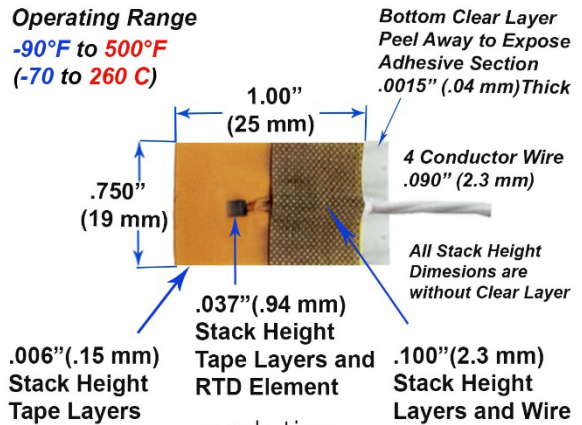 Operating Range
-90°F to 500°F
(-70 to 260 C)
Bottom Clear Layer
Peel Away to Expose
Adhesive Section
.0015” (.04 mm)Thick
1.00”
(25 mm)
.750”
(19 mm)
4 Conductor Wire
.090” (2.3 mm)
All Stack Height
Dimesions are
without Clear Layer
.006”(.15 mm)
Stack Height
Tape Layers
.037”(.94 mm)
Stack Height
Tape Layers and
RTD Element
.100”(2.3 mm)
Stack Height
Layers and Wire